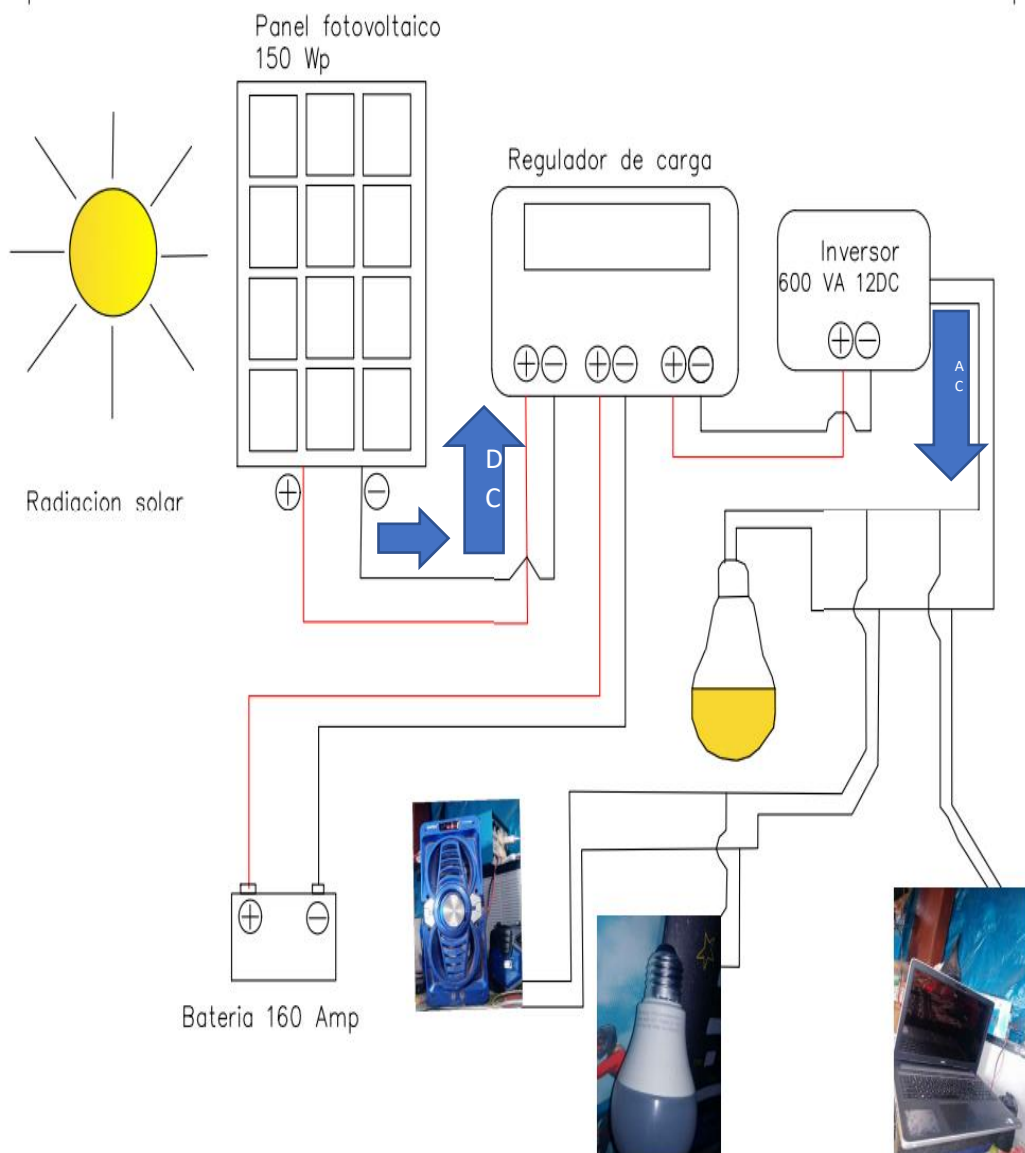 Panel fotovoltaico
150 Wp
Regulador de carga
Inversor
600 VA 12DC
+ − + − + −
+ −
A
C
D
C
+ −
Radiacion solar
+ −
Bateria 160 Amp